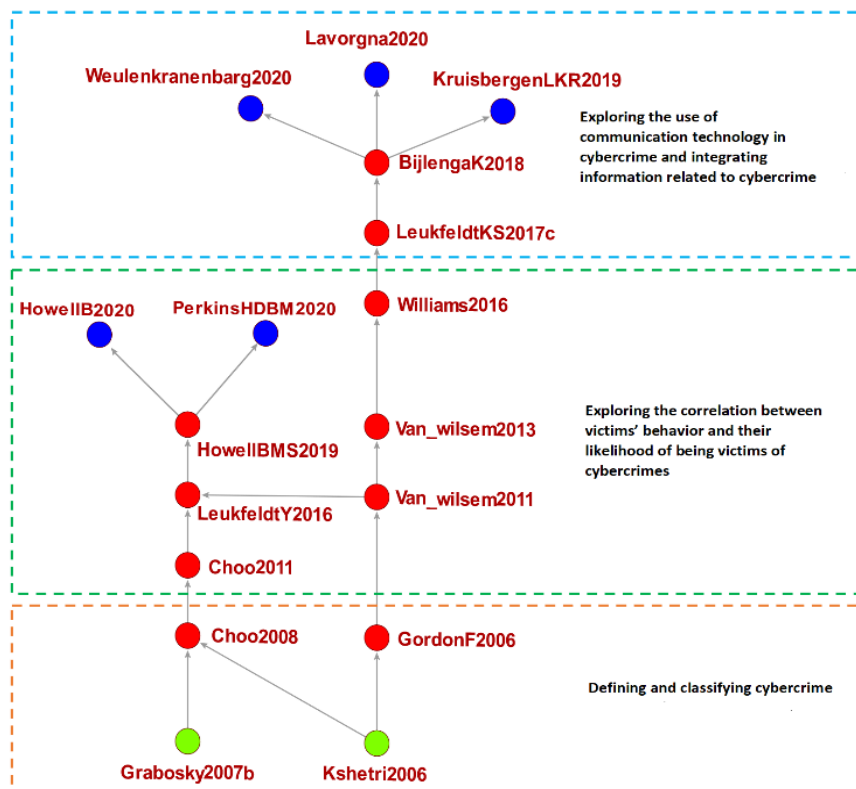 Lavorgna2020
Weulenkranenbarg2020
KruisbergenLKR2019
Exploring the use of
communication technology in
cybercrime and integrating
information related to cybercrime
BijlengaK2018
LeukfeldtKS2017c
HowellB2020
PerkinsHDBM2020
Williams2016
Exploring the correlation between
victims' behavior and their
likelihood of being victims of
cybercrimes
Van_wilsem2013
HowellBMS2019
LeukfeldtY2016
Van_wilsem2011
Choo2011
Choo2008
GordonF2006
Defining and classifying cybercrime
Grabosky2007b
Kshetri2006